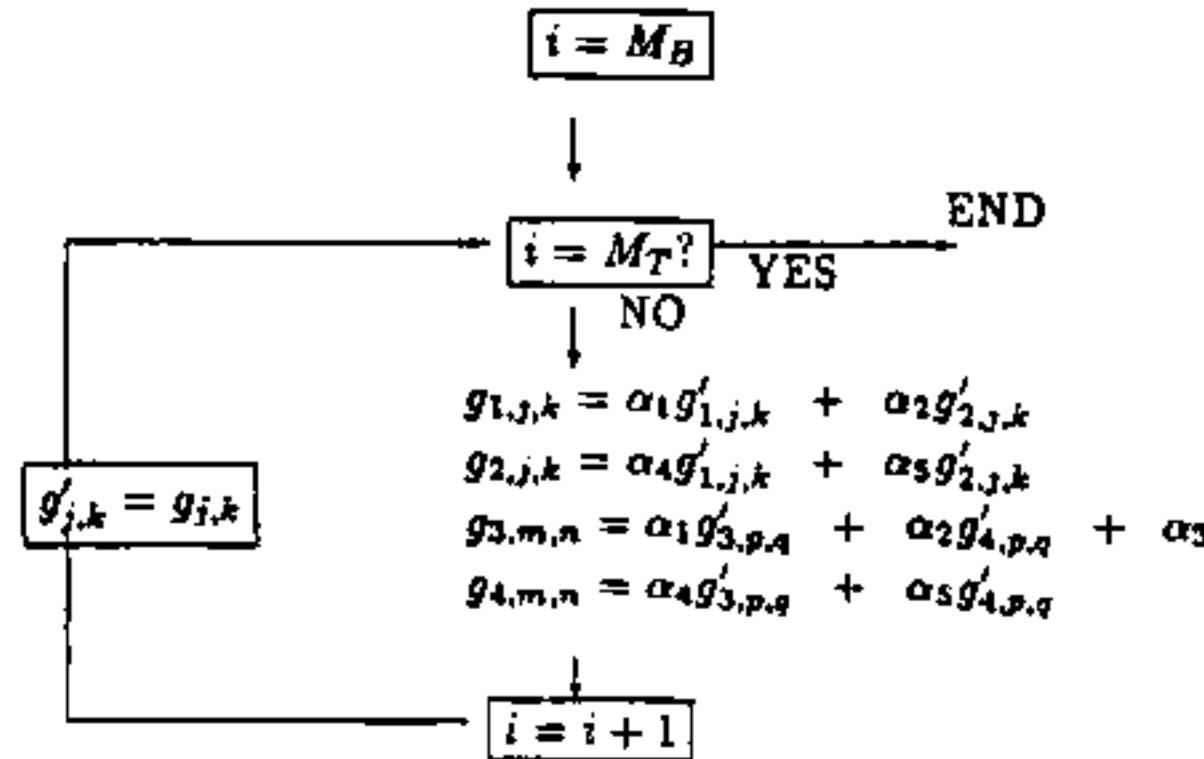 i = M_B
END
i = M_T?
YES
NO
g_{1,j,k} = α_1 g'_{1,j,k} + α_2 g'_{2,j,k}
g_{2,j,k} = α_4 g'_{1,j,k} + α_5 g'_{2,j,k}
g'_{j,k} = g_{j,k}
g_{3,m,n} = α_1 g'_{3,p,q} + α_2 g'_{4,p,q} + α_3
g_{4,m,n} = α_4 g'_{3,p,q} + α_5 g'_{4,p,q}
i = i + 1